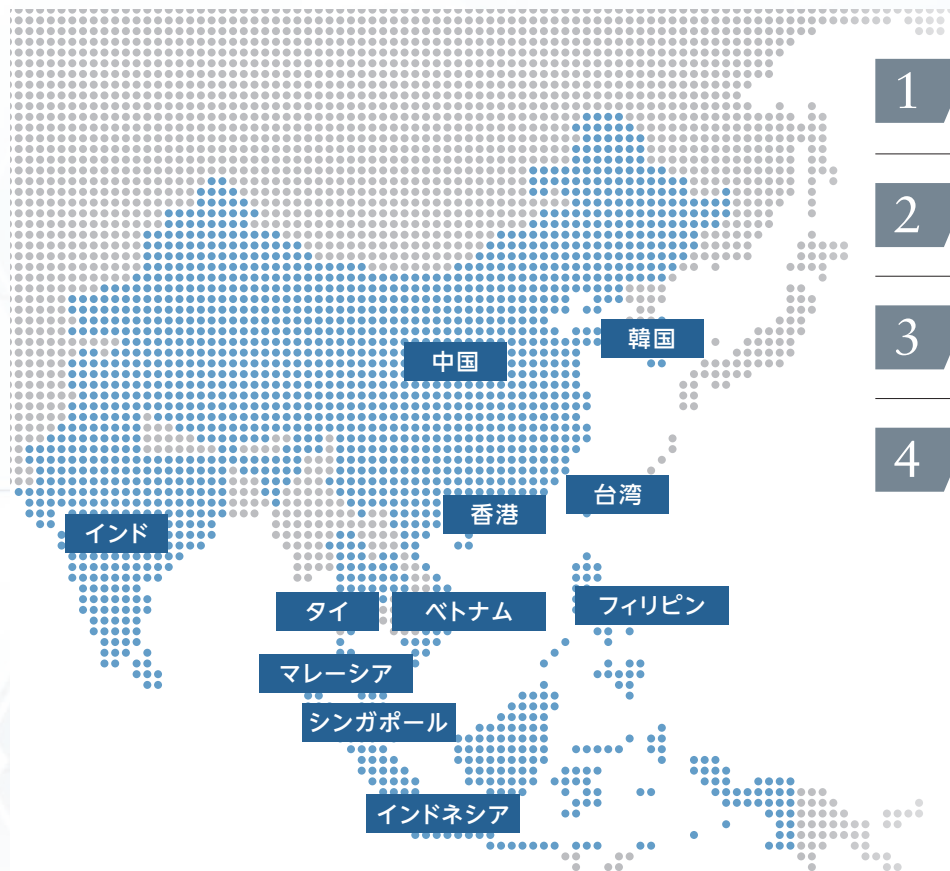 1
2
韓国
3
中国
4
台湾
香港
インド
タイ
ベトナム
フィリピン
マレーシア
シンガポール
インドネシア